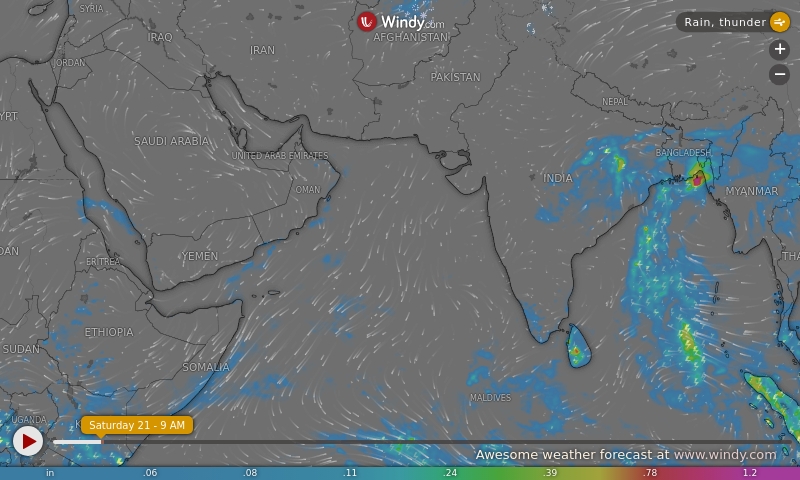 SYRIA
Windy.com
Rain, thunder
IRAQ
IRAN
AFGHANISTAN
+
JORDAN
PAKISTAN
−
NEPAL
SAUDI ARABIA
UNITED ARAB EMIRATES
BANGLADESH
OMAN
INDIA
MYANMAR
YEMEN
ERITREA
THA
ETHIOPIA
SUDAN
SOMALIA
MALDIVES
UGANDA
K
Saturday 21 - 9 AM
Awesome weather forecast at www.windy.com
in .06 .08 .11 .24 .39 .78 1.2